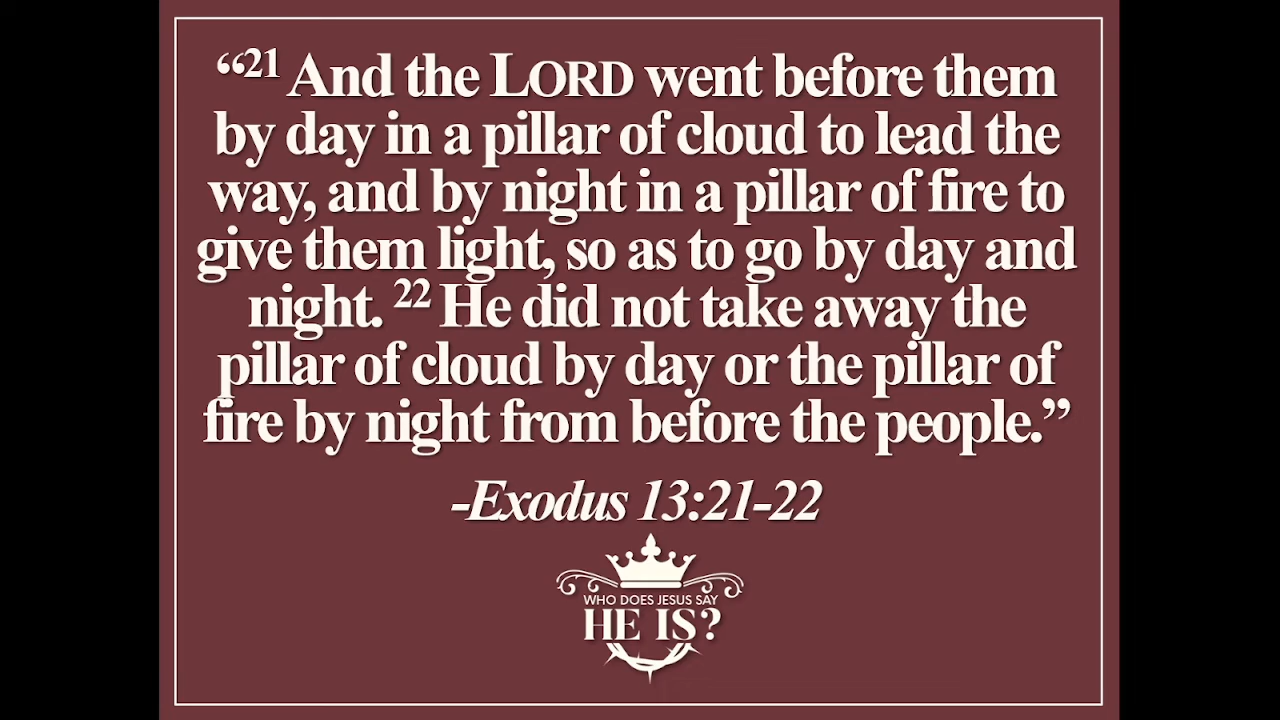 “21 And the LORD went before them
by day in a pillar of cloud to lead the
way, and by night in a pillar of fire to
give them light, so as to go by day and
night. 22 He did not take away the
pillar of cloud by day or the pillar of
fire by night from before the people.”
-Exodus 13:21-22
WHO DOES JESUS SAY
HE IS?